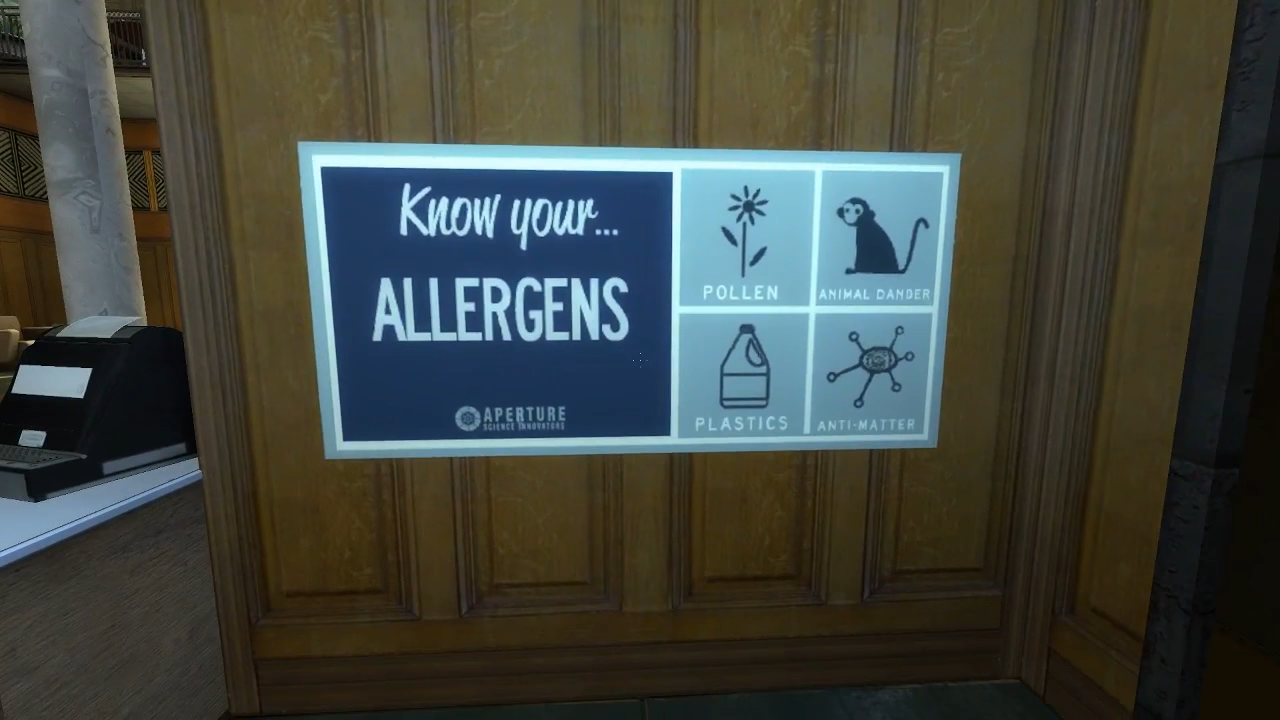 Know your...
ALLERGENS
APERTURE
SCIENCE INNOVATORS
POLLEN
ANIMAL DANDER
PLASTICS
ANTI-MATTER